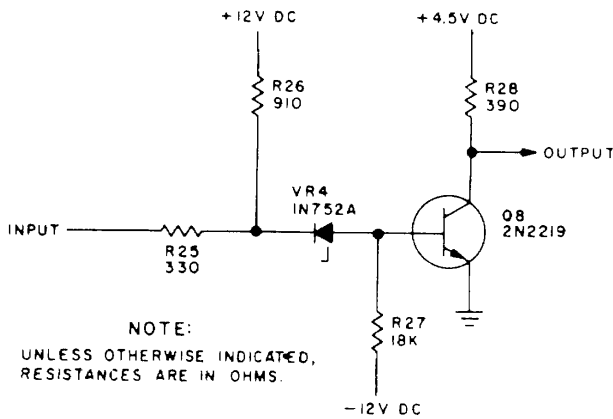 +12V DC
+4.5V DC
R26
910
R28
390
OUTPUT
VR4
1N752A
Q8
2N2219
INPUT
R25
330
NOTE:
UNLESS OTHERWISE INDICATED,
RESISTANCES ARE IN OHMS.
R27
18K
-12V DC